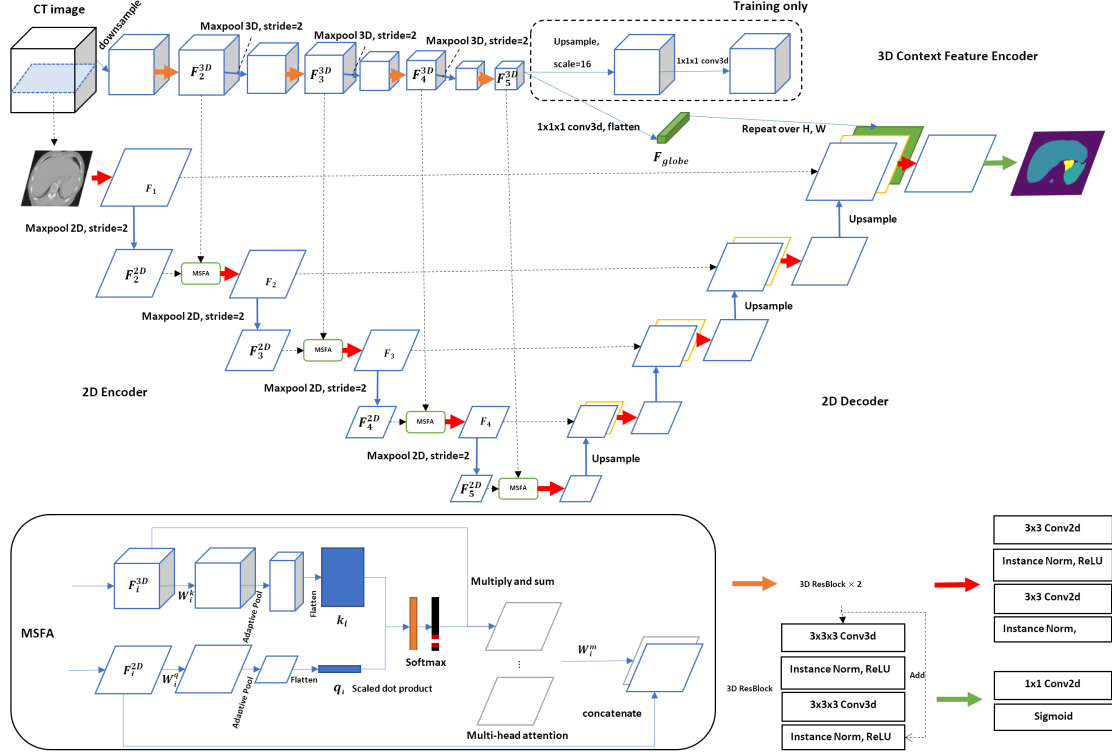 CT image
downsample
Maxpool 3D, stride=2
Maxpool 3D, stride=2
Maxpool 3D, stride=2
Training only
Upsample,
scale=16
1x1x1 conv3d
3D Context Feature Encoder
F_2^{3D}
F_3^{3D}
F_4^{3D}
F_5^{3D}
1x1x1 conv3d, flatten
F_{globe}
Repeat over H, W
F_1
Maxpool 2D, stride=2
Upsample
F_2^{2D}
MSFA
F_2
Maxpool 2D, stride=2
Upsample
F_3^{2D}
MSFA
F_3
2D Encoder
Maxpool 2D, stride=2
2D Decoder
F_4^{2D}
MSFA
F_4
Maxpool 2D, stride=2
Upsample
F_5^{2D}
MSFA
MSFA
F_i^{3D}
W_i^k
Adaptive Pool
Flatten
k_i
Multiply and sum
F_i^{2D}
W_i^q
Adaptive Pool
Flatten
q_i
Scaled dot product
Softmax
⋮
Multi-head attention
W_i^m
concatenate
3D ResBlock × 2
3D ResBlock
3x3x3 Conv3d
Instance Norm, ReLU
3x3x3 Conv3d
Instance Norm, ReLU
Add
3x3 Conv2d
Instance Norm, ReLU
3x3 Conv2d
Instance Norm,
1x1 Conv2d
Sigmoid